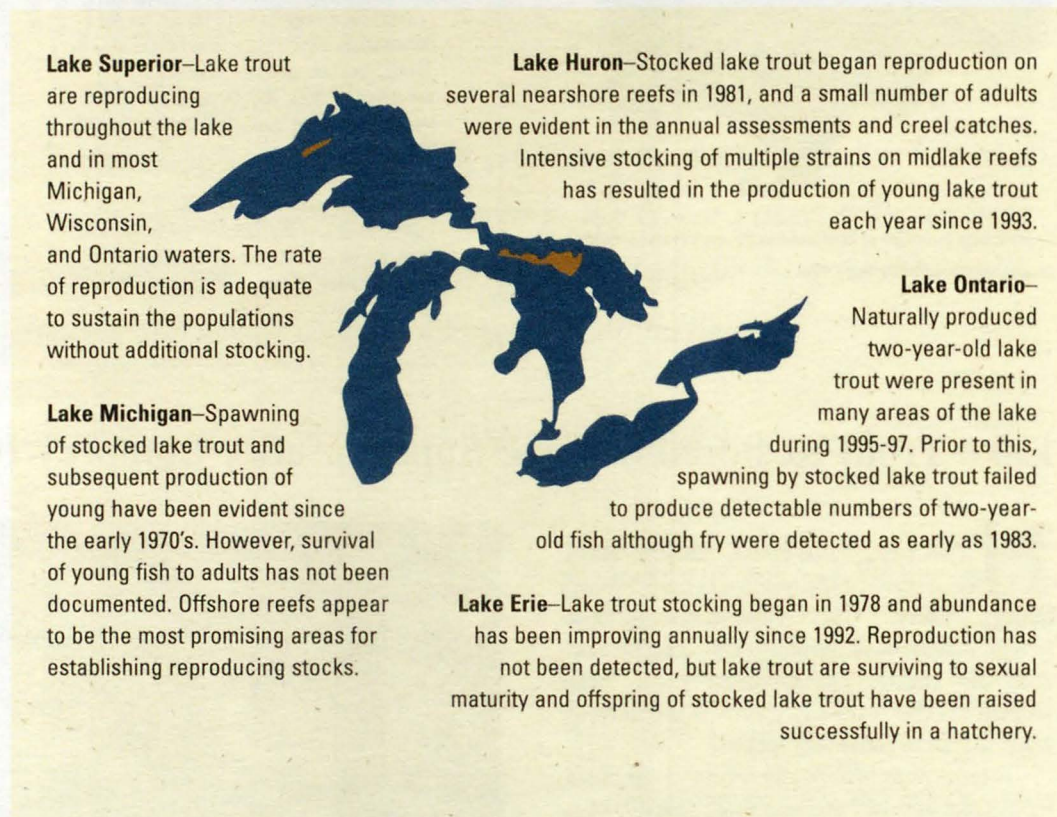 Lake Superior–Lake trout
are reproducing
throughout the lake
and in most
Michigan,
Wisconsin,
and Ontario waters. The rate
of reproduction is adequate
to sustain the populations
without additional stocking.
Lake Michigan–Spawning
of stocked lake trout and
subsequent production of
young have been evident since
the early 1970's. However, survival
of young fish to adults has not been
documented. Offshore reefs appear
to be the most promising areas for
establishing reproducing stocks.
Lake Huron–Stocked lake trout began reproduction on
several nearshore reefs in 1981, and a small number of adults
were evident in the annual assessments and creel catches.
Intensive stocking of multiple strains on midlake reefs
has resulted in the production of young lake trout
each year since 1993.
Lake Ontario–
Naturally produced
two-year-old lake
trout were present in
many areas of the lake
during 1995-97. Prior to this,
spawning by stocked lake trout failed
to produce detectable numbers of two-year-
old fish although fry were detected as early as 1983.
Lake Erie–Lake trout stocking began in 1978 and abundance
has been improving annually since 1992. Reproduction has
not been detected, but lake trout are surviving to sexual
maturity and offspring of stocked lake trout have been raised
successfully in a hatchery.